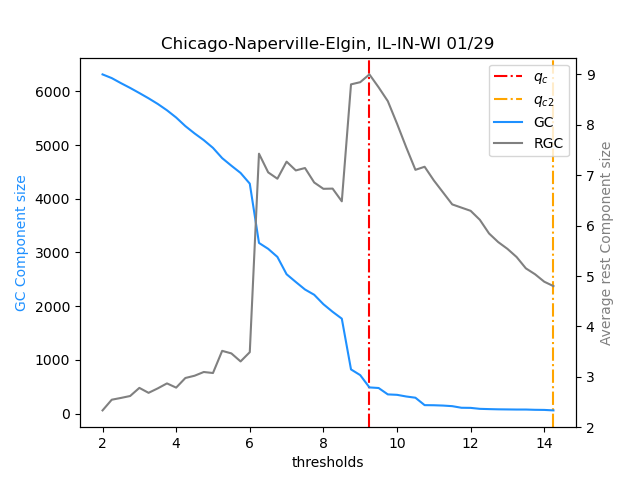 Chicago-Naperville-Elgin, IL-IN-WI 01/29
GC Component size
6000
5000
4000
3000
2000
1000
0
2
4
6
8
10
12
14
thresholds
9
8
7
6
5
4
3
2
Average rest Component size
qc
qc2
GC
RGC